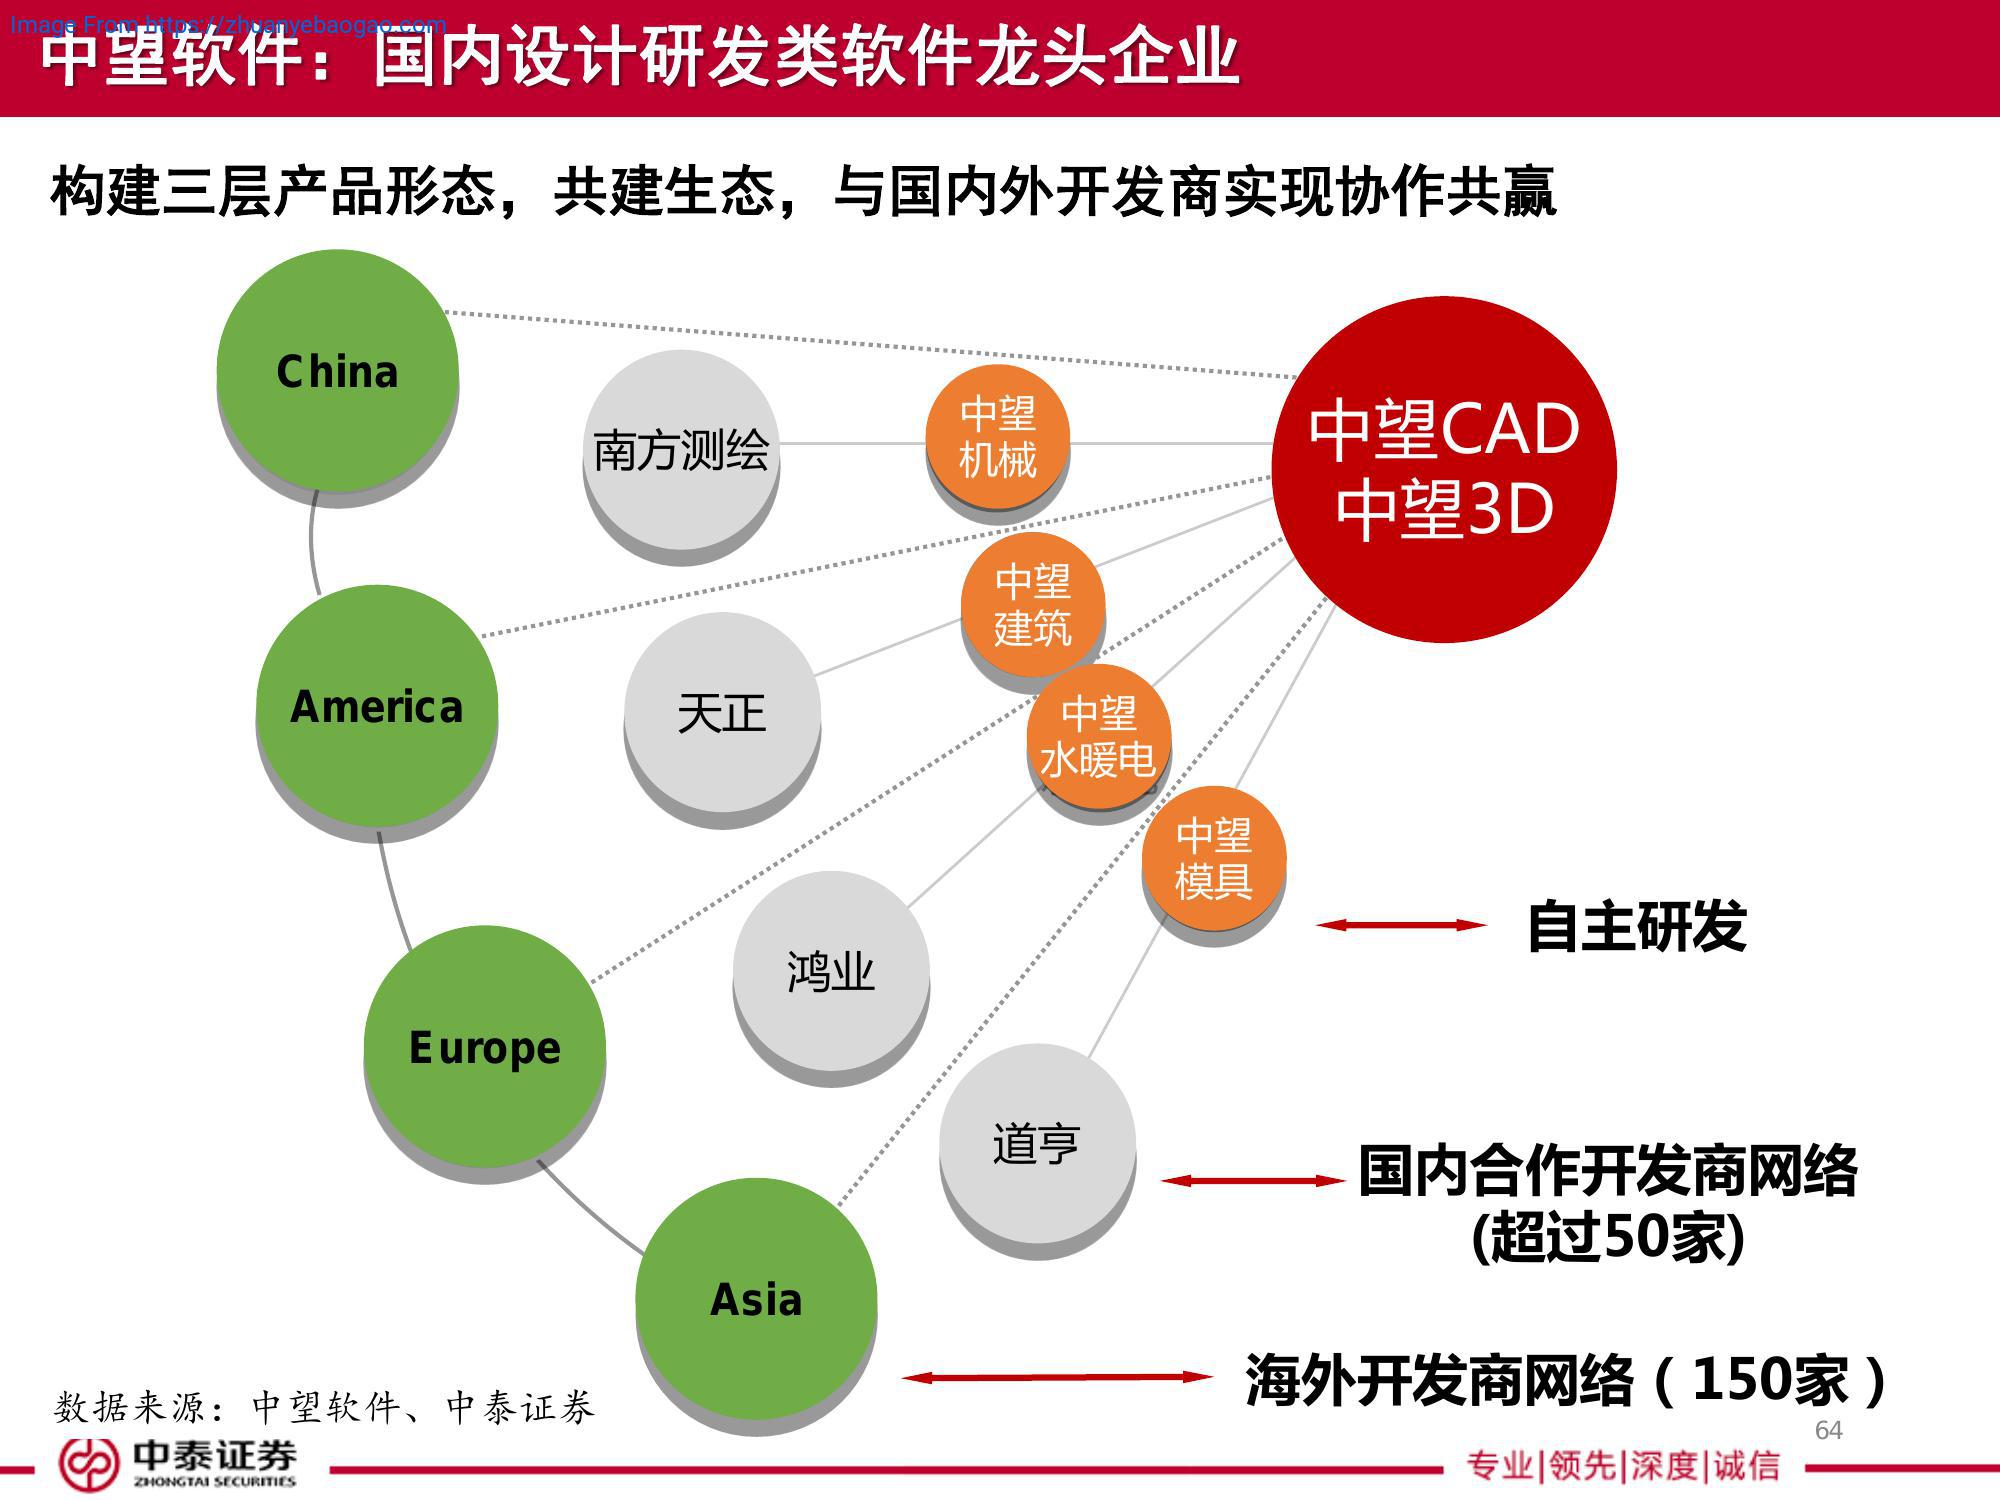 Image From https://zhuanyebaogao.com
中望软件：国内设计研发类软件龙头企业
构建三层产品形态，共建生态，与国内外开发商实现协作共赢
China
南方测绘
中望
机械
中望CAD
中望3D
America
天正
中望
建筑
中望
水暖电
中望
模具
自主研发
Europe
鸿业
道亨
国内合作开发商网络
(超过50家)
Asia
海外开发商网络（150家）
数据来源：中望软件、中泰证券
64
中泰证券
ZHONGTAI SECURITIES
专业|领先|深度|诚信